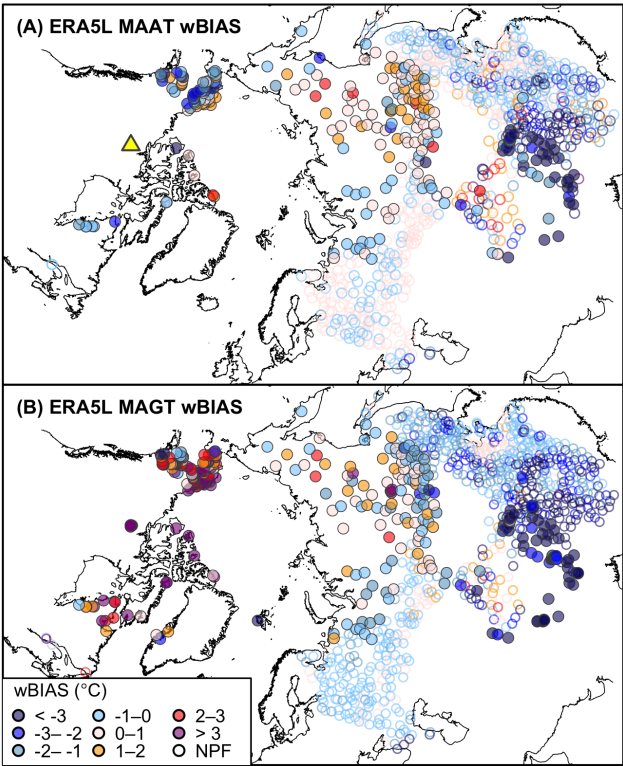 (A) ERA5L MAAT wBIAS
(B) ERA5L MAGT wBIAS
wBIAS (°C)
< -3 -1–0 2–3
-3– -2 0–1 > 3
-2– -1 1–2 NPF